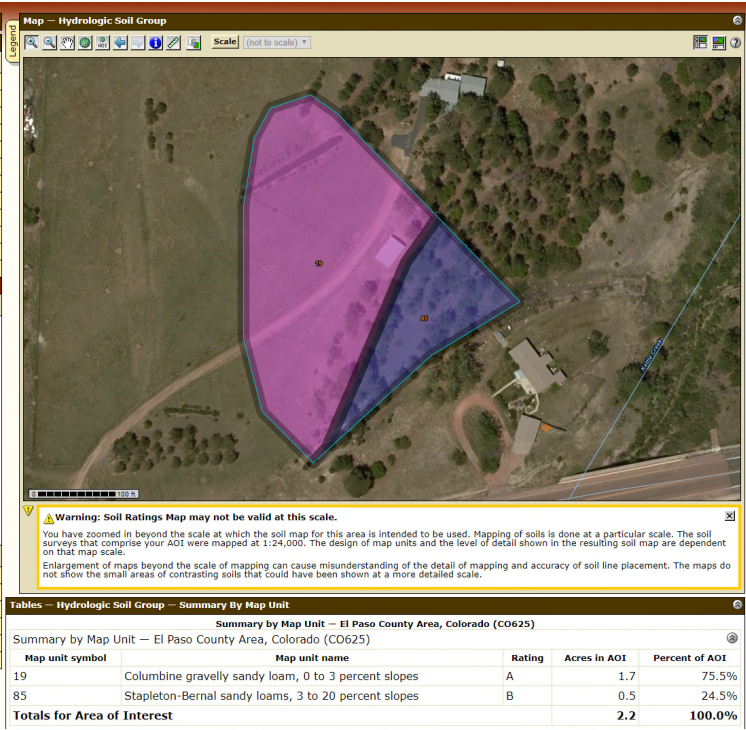 Legend
Map — Hydrologic Soil Group
AOI
Scale (not to scale)
19
85
Kettle Creek
0 100 ft
Warning: Soil Ratings Map may not be valid at this scale.
You have zoomed in beyond the scale at which the soil map for this area is intended to be used. Mapping of soils is done at a particular scale. The soil
surveys that comprise your AOI were mapped at 1:24,000. The design of map units and the level of detail shown in the resulting soil map are dependent
on that map scale.
Enlargement of maps beyond the scale of mapping can cause misunderstanding of the detail of mapping and accuracy of soil line placement. The maps do
not show the small areas of contrasting soils that could have been shown at a more detailed scale.
Tables — Hydrologic Soil Group — Summary By Map Unit
Summary by Map Unit — El Paso County Area, Colorado (CO625)
Summary by Map Unit — El Paso County Area, Colorado (CO625)
Map unit symbol Map unit name Rating Acres in AOI Percent of AOI
19 Columbine gravelly sandy loam, 0 to 3 percent slopes A 1.7 75.5%
85 Stapleton-Bernal sandy loams, 3 to 20 percent slopes B 0.5 24.5%
Totals for Area of Interest 2.2 100.0%